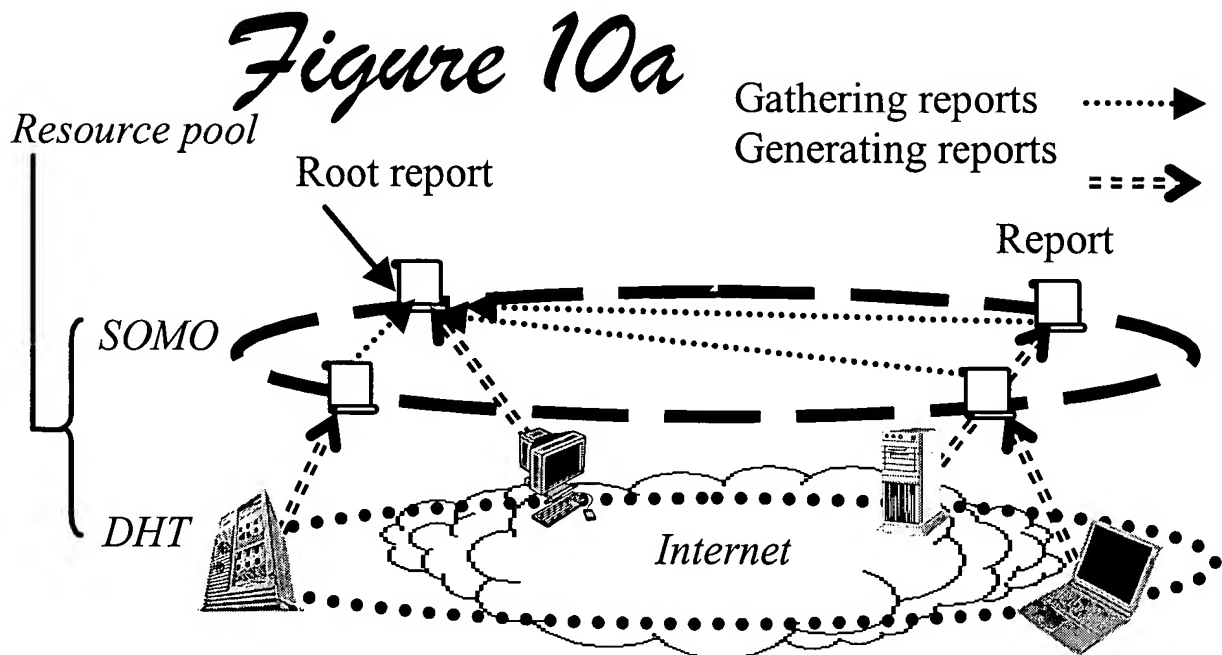 Figure 10a
Resource pool
Gathering reports
Generating reports
Root report
Report
SOMO
DHT
Internet